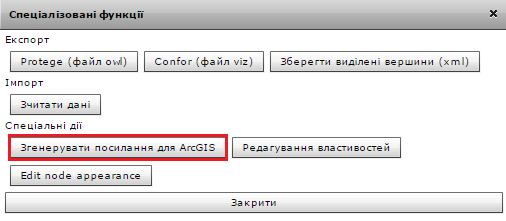 Спеціалізовані функції
Експорт
Protege (файл owl) Confor (файл viz) Зберегти виділені вершини (xml)
Імпорт
Зчитати дані
Спеціальні дії
Згенерувати посилання для ArcGIS Редагування властивостей
Edit node appearance
Закрити